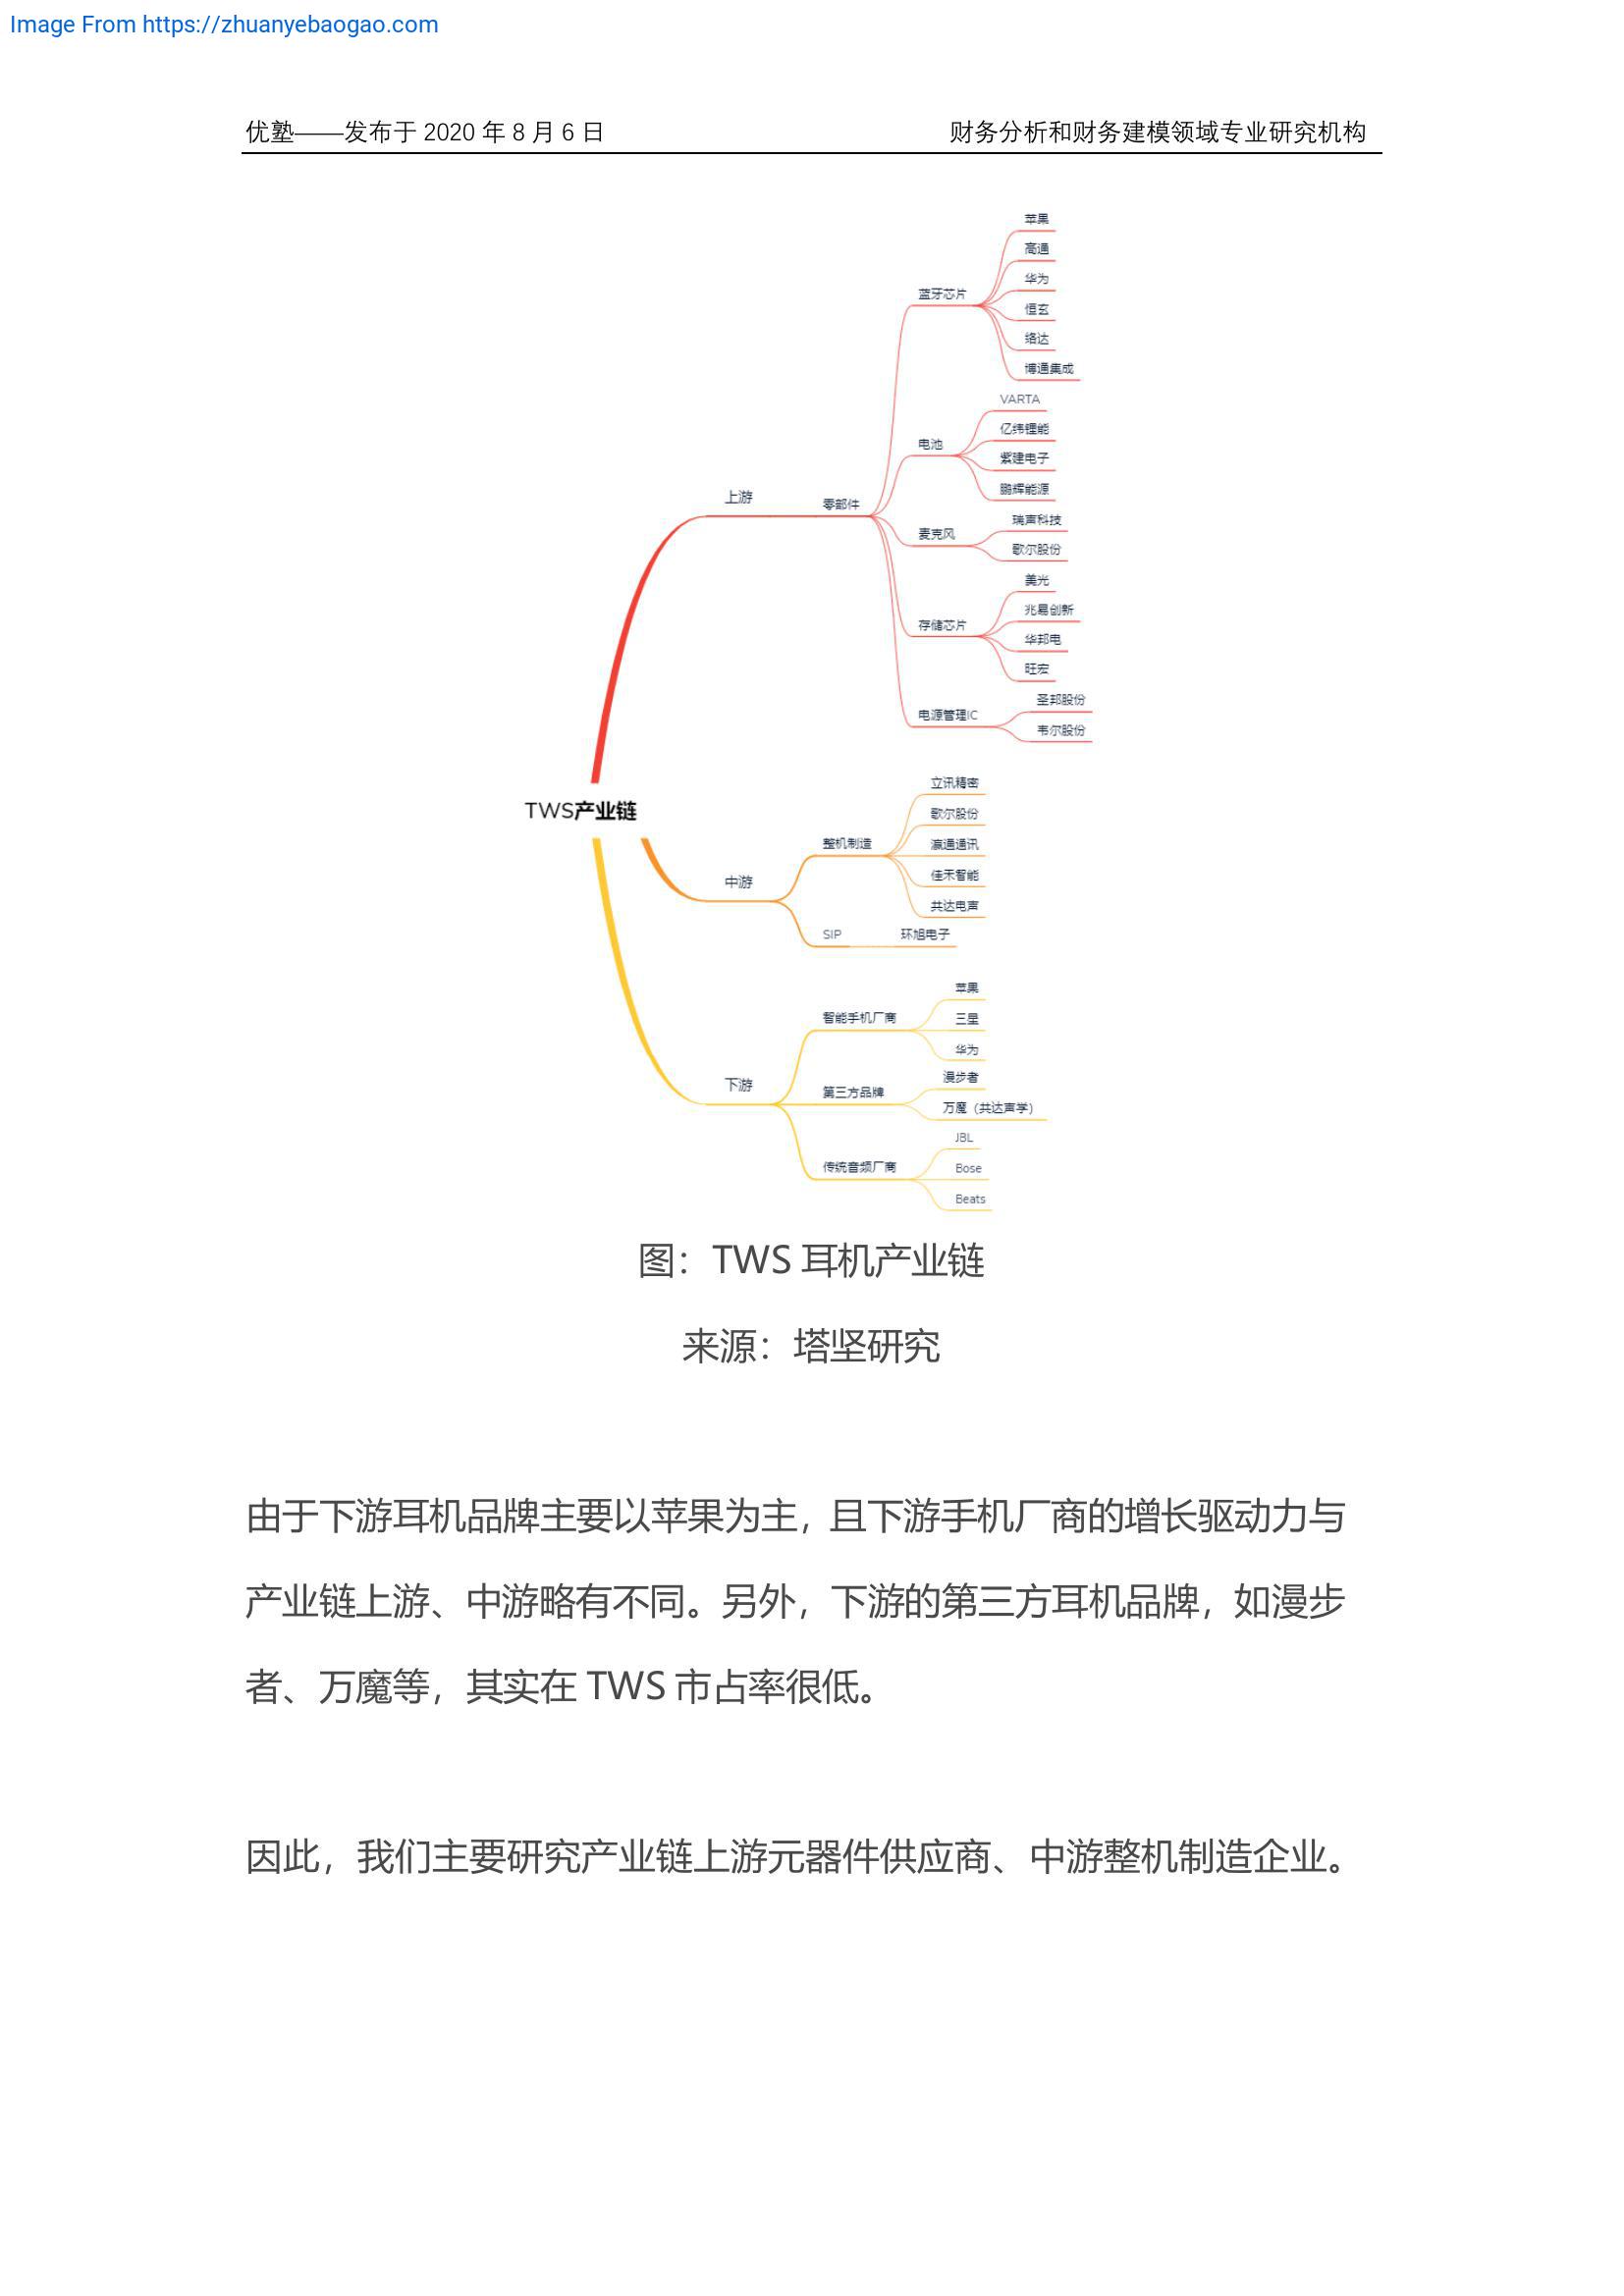 Image From https://zhuanyebaogao.com
优塾——发布于 2020 年 8 月 6 日
财务分析和财务建模领域专业研究机构
TWS产业链
上游
零部件
蓝牙芯片
苹果
高通
华为
恒玄
络达
博通集成
电池
VARTA
亿纬锂能
紫建电子
鹏辉能源
麦克风
瑞声科技
歌尔股份
存储芯片
美光
兆易创新
华邦电
旺宏
电源管理IC
圣邦股份
韦尔股份
中游
整机制造
立讯精密
歌尔股份
瀛通通讯
佳禾智能
共达电声
SIP
环旭电子
下游
智能手机厂商
苹果
三星
华为
第三方品牌
漫步者
万魔（共达声学）
传统音频厂商
JBL
Bose
Beats
图：TWS 耳机产业链
来源：塔坚研究
由于下游耳机品牌主要以苹果为主，且下游手机厂商的增长驱动力与
产业链上游、中游略有不同。另外，下游的第三方耳机品牌，如漫步
者、万魔等，其实在 TWS 市占率很低。
因此，我们主要研究产业链上游元器件供应商、中游整机制造企业。